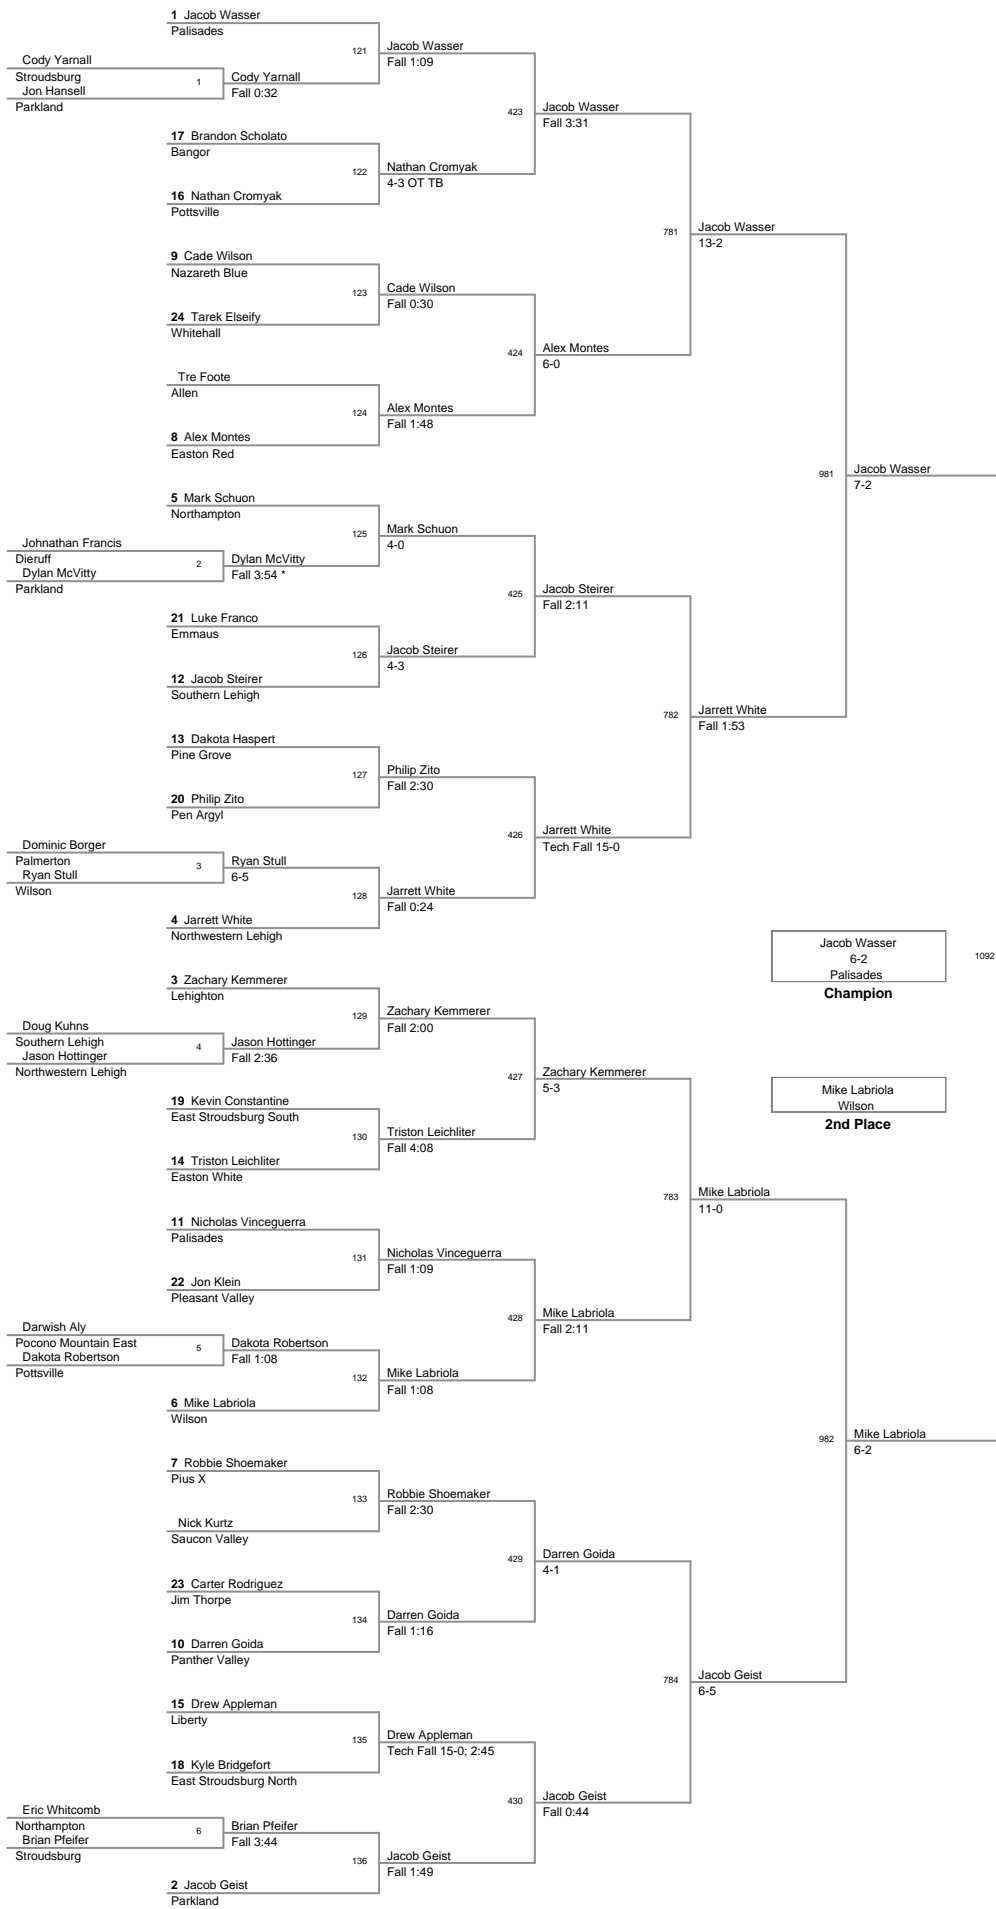 1 Jacob Wasser
Palisades
121 Jacob Wasser
Fall 1:09
Cody Yarnall
Stroudsburg
1 Cody Yarnall
Fall 0:32
Jon Hansell
Parkland
423 Jacob Wasser
Fall 3:31
17 Brandon Scholato
Bangor
122 Nathan Cromyak
4-3 OT TB
16 Nathan Cromyak
Pottsville
781 Jacob Wasser
13-2
9 Cade Wilson
Nazareth Blue
123 Cade Wilson
Fall 0:30
24 Tarek Elseify
Whitehall
424 Alex Montes
6-0
Tre Foote
Allen
124 Alex Montes
Fall 1:48
8 Alex Montes
Easton Red
981 Jacob Wasser
7-2
5 Mark Schuon
Northampton
125 Mark Schuon
4-0
Johnathan Francis
Dieruff
2 Dylan McVitty
Fall 3:54 *
Dylan McVitty
Parkland
425 Jacob Steirer
Fall 2:11
21 Luke Franco
Emmaus
126 Jacob Steirer
4-3
12 Jacob Steirer
Southern Lehigh
782 Jarrett White
Fall 1:53
13 Dakota Haspert
Pine Grove
127 Philip Zito
Fall 2:30
20 Philip Zito
Pen Argyl
426 Jarrett White
Tech Fall 15-0
Dominic Borger
Palmerton
3 Ryan Stull
6-5
Ryan Stull
Wilson
128 Jarrett White
Fall 0:24
4 Jarrett White
Northwestern Lehigh
Jacob Wasser
6-2
Palisades
Champion
1092
3 Zachary Kemmerer
Lehighton
129 Zachary Kemmerer
Fall 2:00
Doug Kuhns
Southern Lehigh
4 Jason Hottinger
Fall 2:36
Jason Hottinger
Northwestern Lehigh
427 Zachary Kemmerer
5-3
Mike Labriola
Wilson
2nd Place
19 Kevin Constantine
East Stroudsburg South
130 Triston Leichliter
Fall 4:08
14 Triston Leichliter
Easton White
783 Mike Labriola
11-0
11 Nicholas Vinceguerra
Palisades
131 Nicholas Vinceguerra
Fall 1:09
22 Jon Klein
Pleasant Valley
428 Mike Labriola
Fall 2:11
Darwish Aly
Pocono Mountain East
5 Dakota Robertson
Fall 1:08
Dakota Robertson
Pottsville
132 Mike Labriola
Fall 1:08
6 Mike Labriola
Wilson
982 Mike Labriola
6-2
7 Robbie Shoemaker
Pius X
133 Robbie Shoemaker
Fall 2:30
Nick Kurtz
Saucon Valley
429 Darren Goida
4-1
23 Carter Rodriguez
Jim Thorpe
134 Darren Goida
Fall 1:16
10 Darren Goida
Panther Valley
784 Jacob Geist
6-5
15 Drew Appleman
Liberty
135 Drew Appleman
Tech Fall 15-0; 2:45
18 Kyle Bridgefort
East Stroudsburg North
430 Jacob Geist
Fall 0:44
Eric Whitcomb
Northampton
6 Brian Pfeifer
Fall 3:44
Brian Pfeifer
Stroudsburg
136 Jacob Geist
Fall 1:49
2 Jacob Geist
Parkland